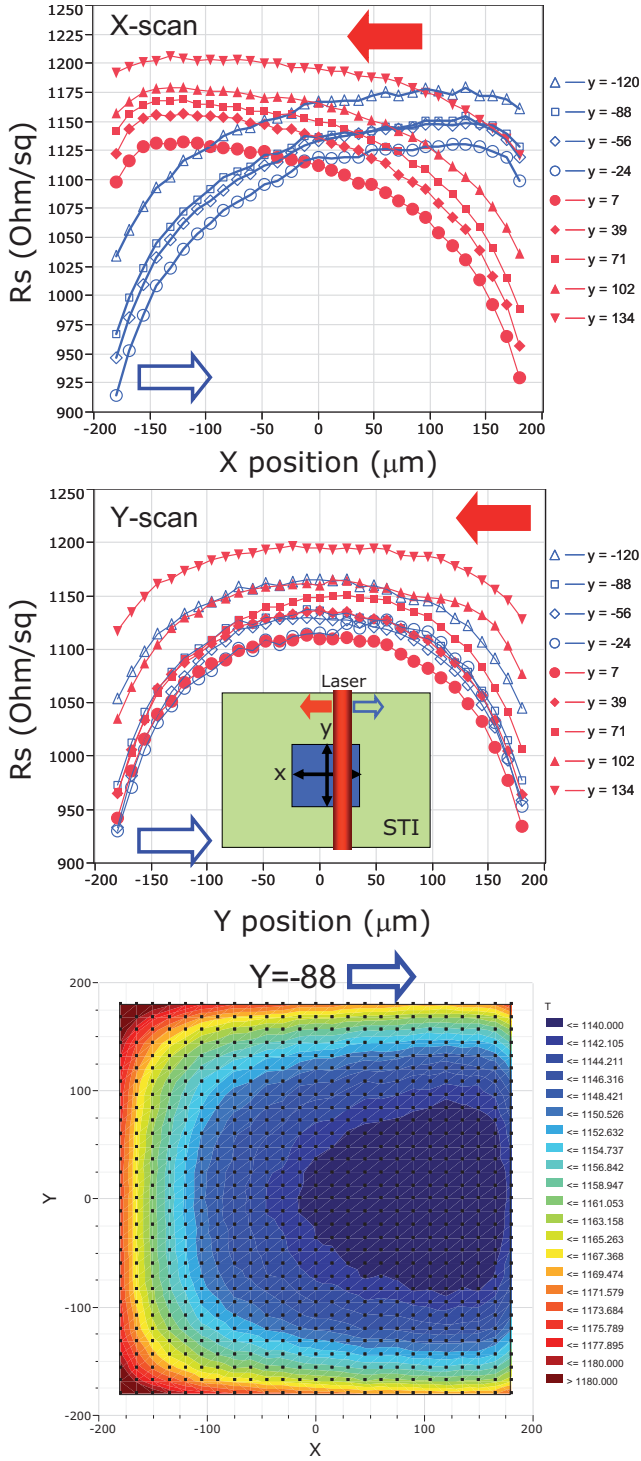 X-scan
1250
1225
1200
1175
1150
1125
1100
1075
1050
1025
1000
975
950
925
900
Rs (Ohm/sq)
-200 -150 -100 -50 0 50 100 150 200
X position (μm)
y = -120
y = -88
y = -56
y = -24
y = 7
y = 39
y = 71
y = 102
y = 134
Y-scan
1250
1200
1150
1100
1050
1000
950
900
Rs (Ohm/sq)
Laser
y
x
STI
-200 -150 -100 -50 0 50 100 150 200
Y position (μm)
y = -120
y = -88
y = -56
y = -24
y = 7
y = 39
y = 71
y = 102
y = 134
Y=-88
200
100
0
-100
-200
Y
-200 -100 0 100 200
X
T
<= 1140.000
<= 1142.105
<= 1144.211
<= 1146.316
<= 1148.421
<= 1150.526
<= 1152.632
<= 1154.737
<= 1156.842
<= 1158.947
<= 1161.053
<= 1163.158
<= 1165.263
<= 1167.368
<= 1169.474
<= 1171.579
<= 1173.684
<= 1175.789
<= 1177.895
<= 1180.000
> 1180.000